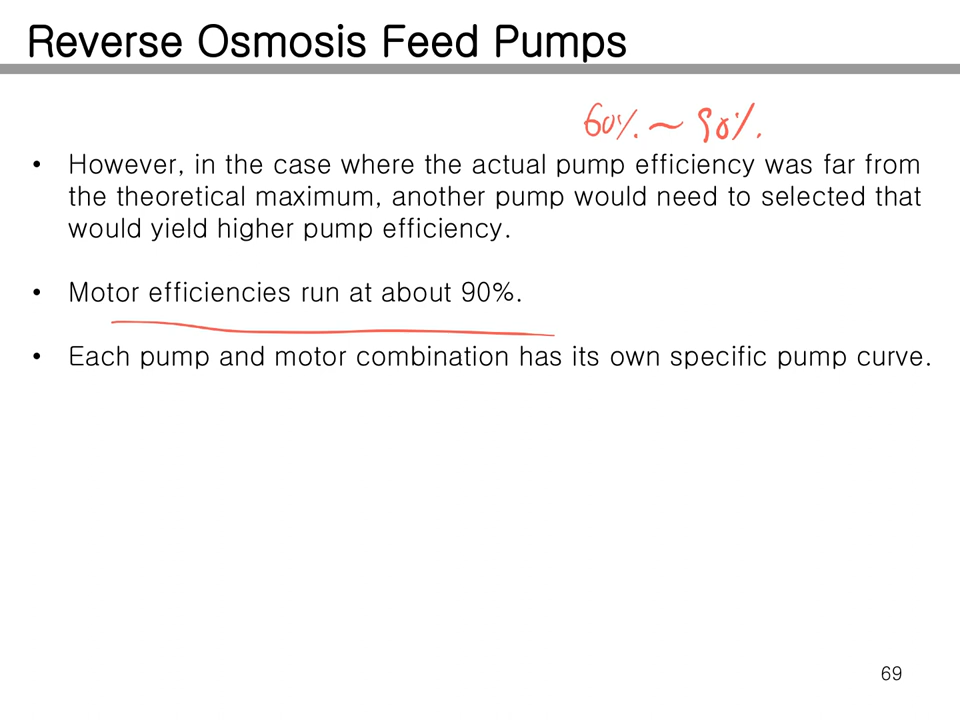 Reverse Osmosis Feed Pumps
60% ~ 90%.
• However, in the case where the actual pump efficiency was far from
the theoretical maximum, another pump would need to selected that
would yield higher pump efficiency.
• Motor efficiencies run at about 90%.
• Each pump and motor combination has its own specific pump curve.
69